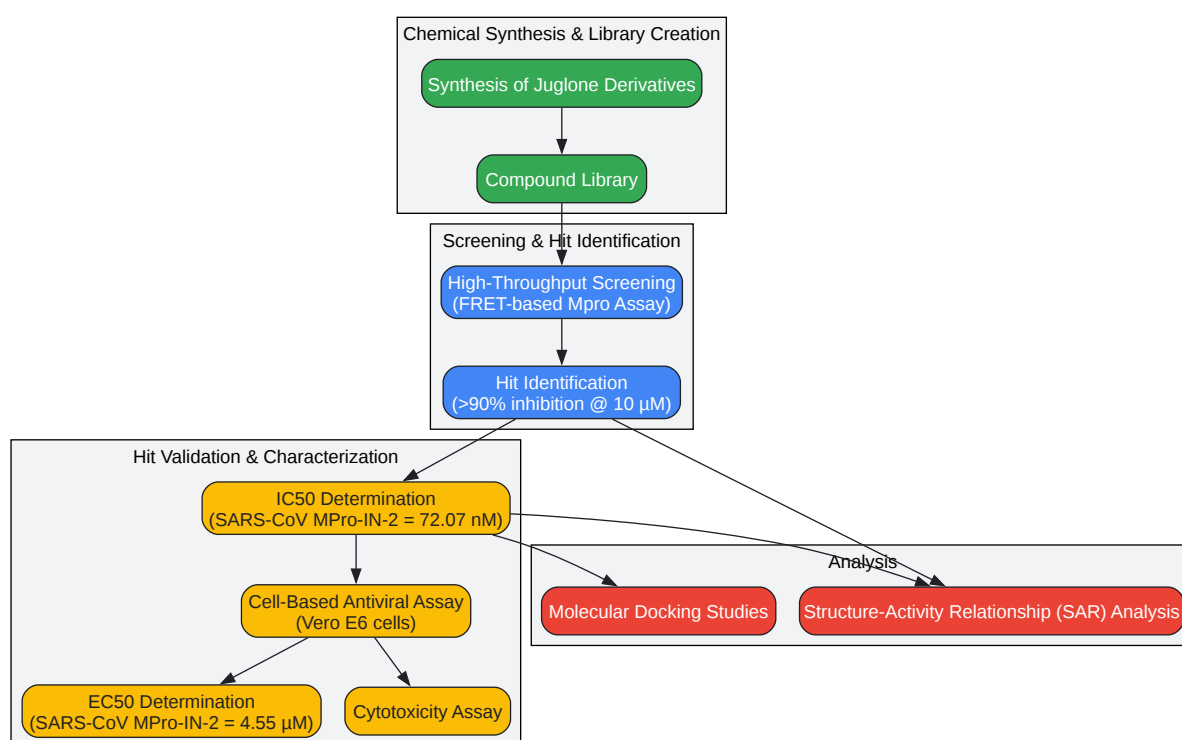 Chemical Synthesis & Library Creation
Synthesis of Juglone Derivatives
Compound Library
Screening & Hit Identification
High-Throughput Screening
(FRET-based Mpro Assay)
Hit Identification
(>90% inhibition @ 10 µM)
Hit Validation & Characterization
IC50 Determination
(SARS-CoV MPro-IN-2 = 72.07 nM)
Analysis
Cell-Based Antiviral Assay
(Vero E6 cells)
Molecular Docking Studies
Structure-Activity Relationship (SAR) Analysis
EC50 Determination
(SARS-CoV MPro-IN-2 = 4.55 µM)
Cytotoxicity Assay